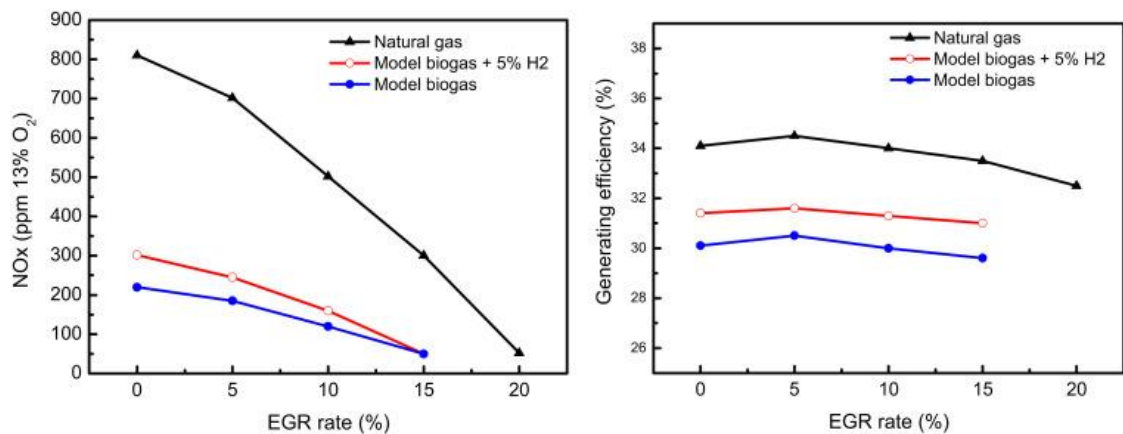 900
800
700
600
500
400
300
200
100
0
NOx (ppm 13% O₂)
Natural gas
Model biogas + 5% H2
Model biogas
0 5 10 15 20
EGR rate (%)
38
36
34
32
30
28
26
Generating efficiency (%)
Natural gas
Model biogas + 5% H2
Model biogas
0 5 10 15 20
EGR rate (%)